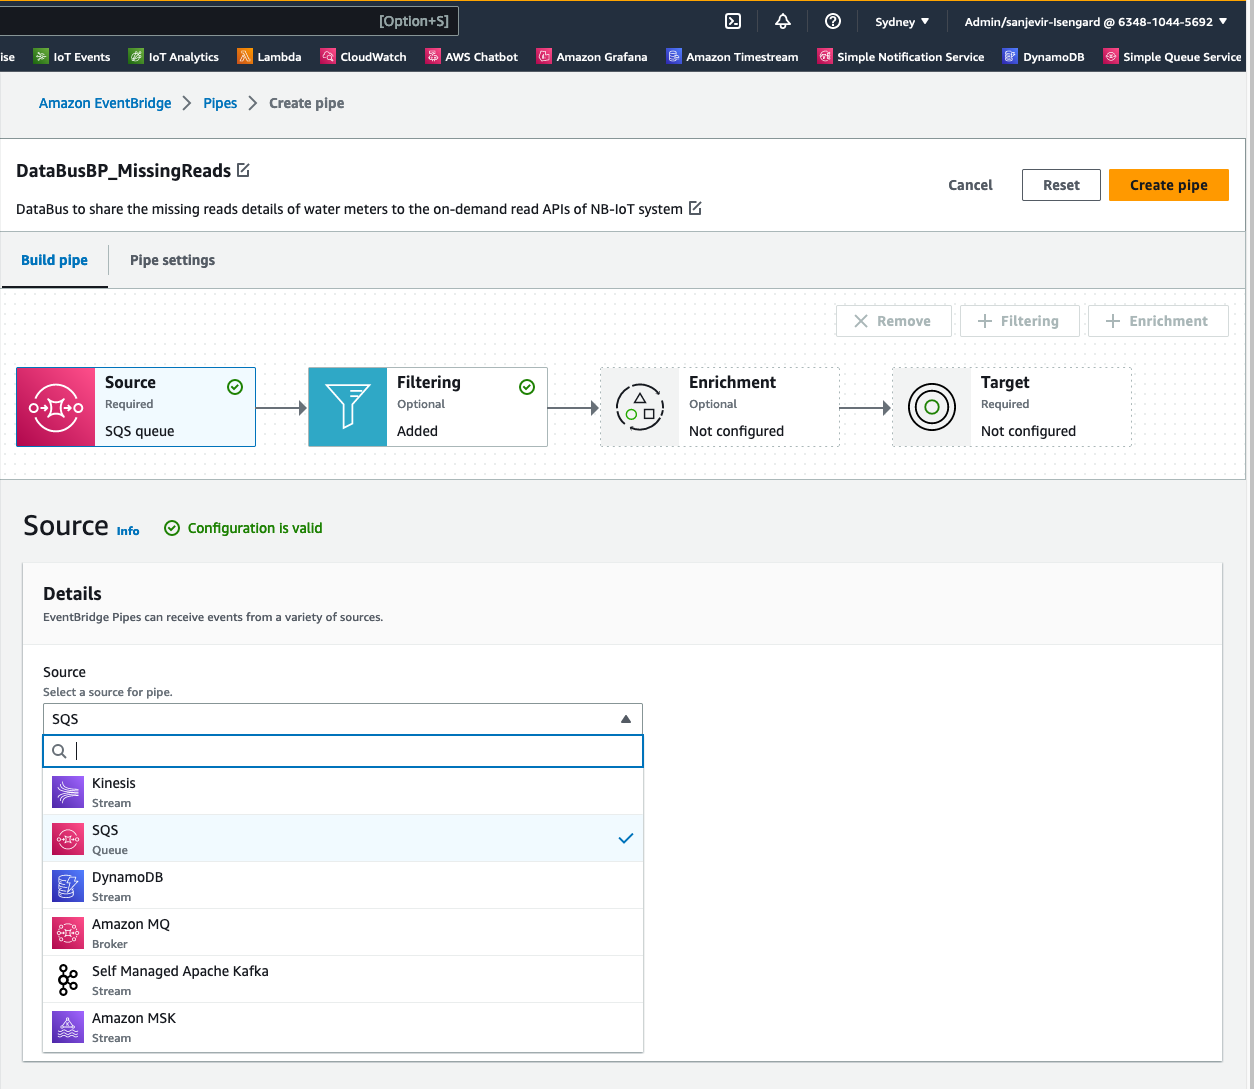 [Option+S]
Sydney ▼
Admin/sanjevir-Isengard @ 6348-1044-5692 ▼
ise
IoT Events
IoT Analytics
Lambda
CloudWatch
AWS Chatbot
Amazon Grafana
Amazon Timestream
Simple Notification Service
DynamoDB
Simple Queue Service
Amazon EventBridge > Pipes > Create pipe
DataBusBP_MissingReads
Cancel
Reset
Create pipe
DataBus to share the missing reads details of water meters to the on-demand read APIs of NB-IoT system
Build pipe
Pipe settings
Remove
+ Filtering
+ Enrichment
Source
Required
SQS queue
Filtering
Optional
Added
Enrichment
Optional
Not configured
Target
Required
Not configured
Source Info
Configuration is valid
Details
EventBridge Pipes can receive events from a variety of sources.
Source
Select a source for pipe.
SQS
Kinesis
Stream
SQS
Queue
DynamoDB
Stream
Amazon MQ
Broker
Self Managed Apache Kafka
Stream
Amazon MSK
Stream